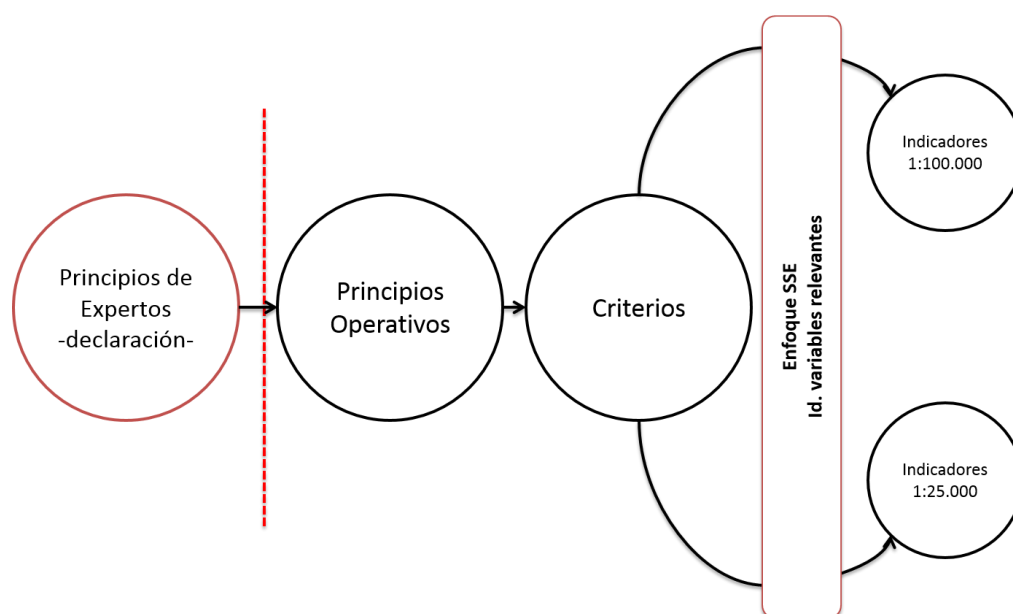 Principios de
Expertos
-declaración-
Principios
Operativos
Criterios
Enfoque SSE
Id. variables relevantes
Indicadores
1:100.000
Indicadores
1:25.000